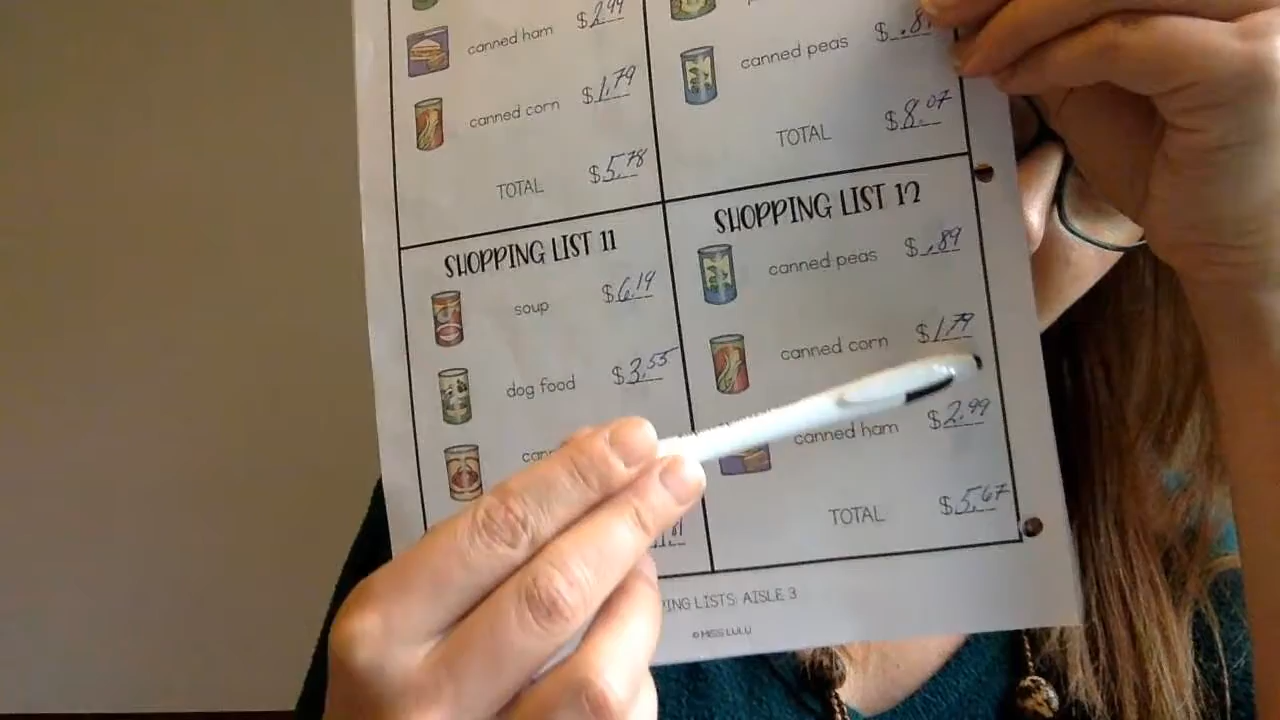 canned ham $2.99
canned corn $1.79
TOTAL $5.78
canned peas
TOTAL $8.07
SHOPPING LIST 11
soup $6.19
dog food $3.55
SHOPPING LIST 12
canned peas $.89
canned corn $1.79
canned ham $2.99
TOTAL $5.67
LISTS: AISLE 3
© MISS LULU